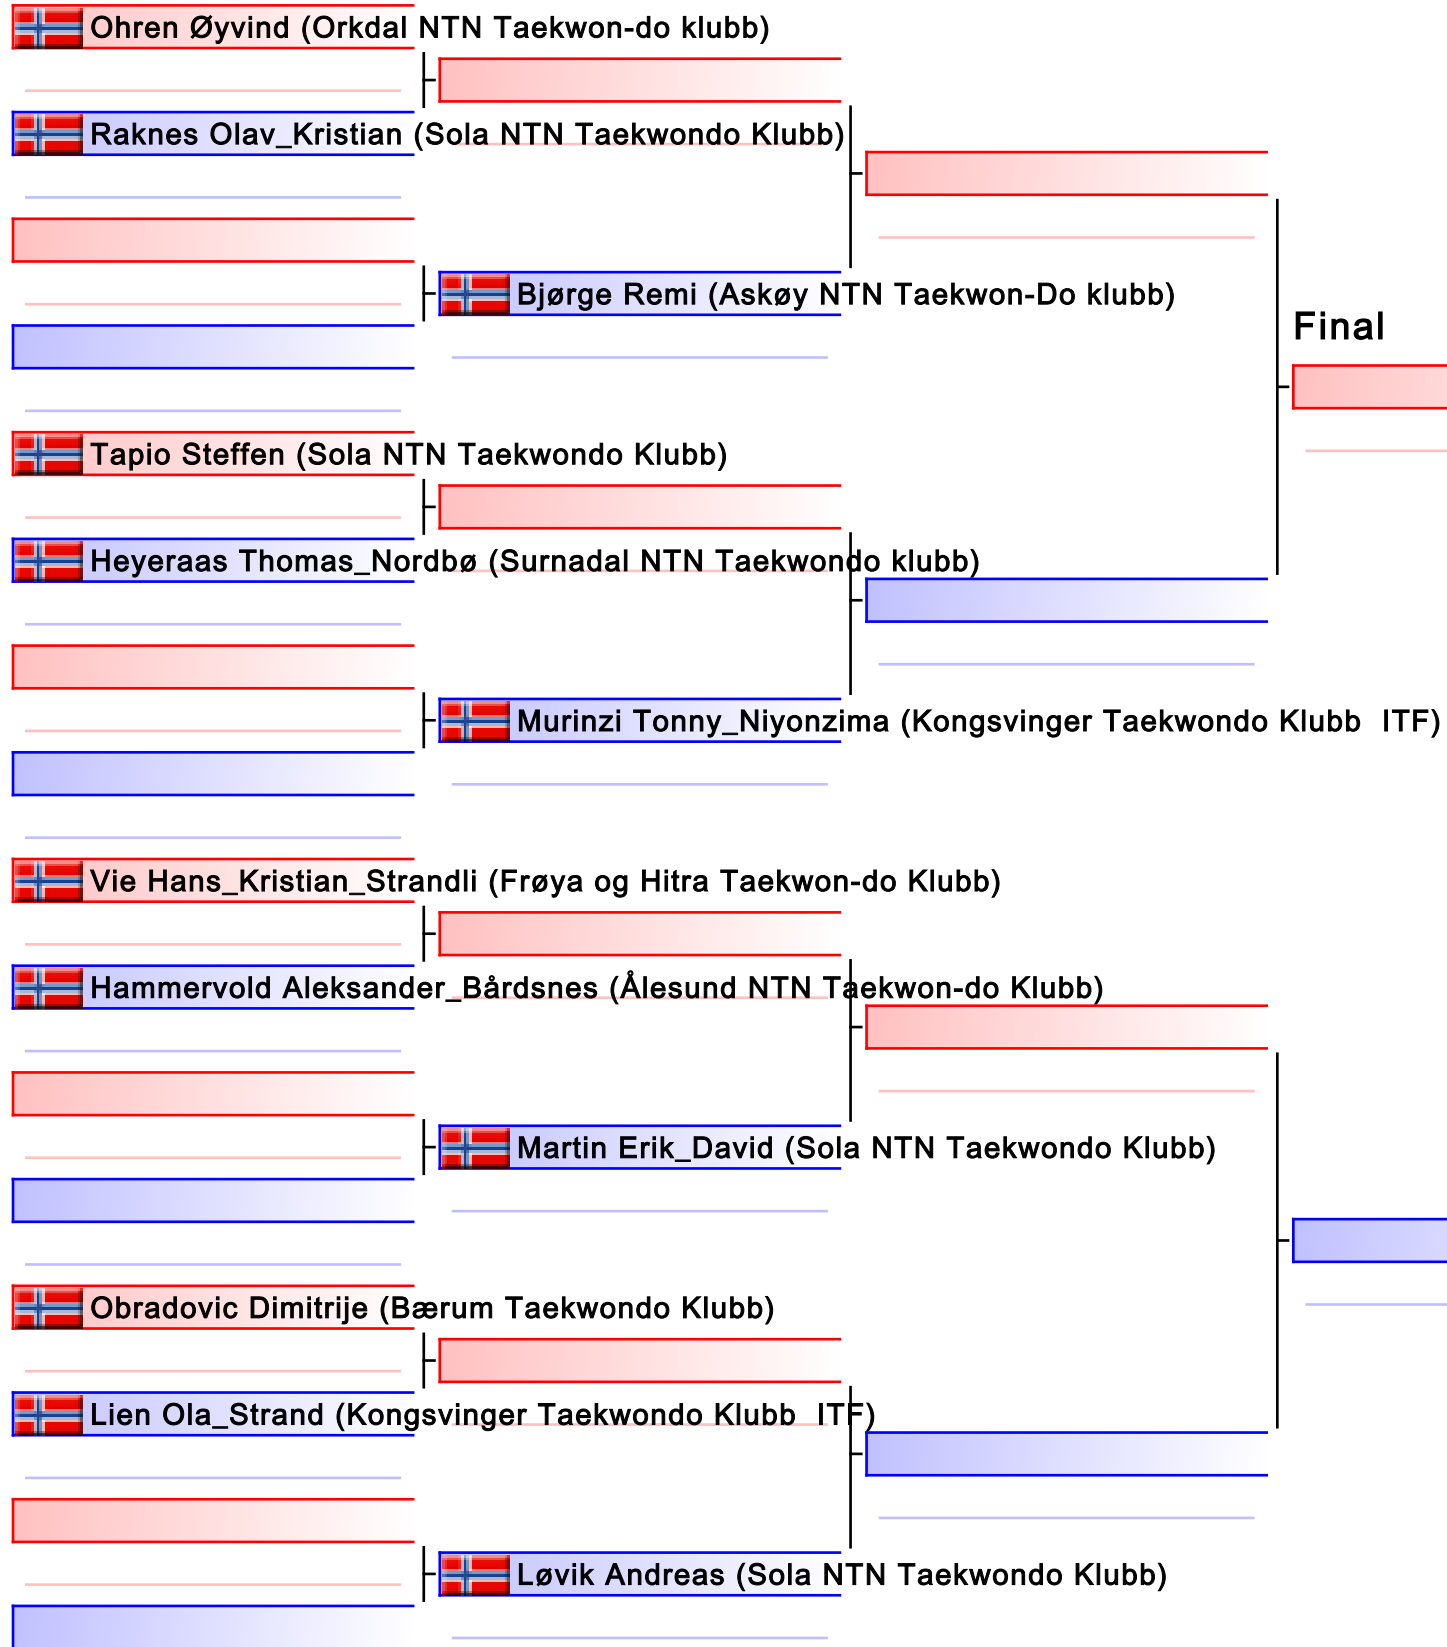 Ohren Øyvind (Orkdal NTN Taekwon-do klubb)
Raknes Olav_Kristian (Sola NTN Taekwondo Klubb)
Bjørge Remi (Askøy NTN Taekwon-Do klubb)
Final
Tapio Steffen (Sola NTN Taekwondo Klubb)
Heyeraas Thomas_Nordbø (Surnadal NTN Taekwondo klubb)
Murinzi Tonny_Niyonzima (Kongsvinger Taekwondo Klubb  ITF)
Vie Hans_Kristian_Strandli (Frøya og Hitra Taekwon-do Klubb)
Hammervold Aleksander_Bårdsnes (Ålesund NTN Taekwon-do Klubb)
Martin Erik_David (Sola NTN Taekwondo Klubb)
Obradovic Dimitrije (Bærum Taekwondo Klubb)
Lien Ola_Strand (Kongsvinger Taekwondo Klubb  ITF)
Løvik Andreas (Sola NTN Taekwondo Klubb)